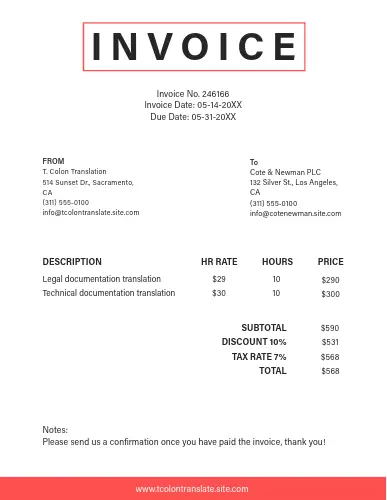 INVOICE
Invoice No. 246166
Invoice Date: 05-14-20XX
Due Date: 05-31-20XX
FROM
T. Colon Translation
514 Sunset Dr., Sacramento,
CA
(311) 555-0100
info@tcolontranslate.site.com
To
Cote & Newman PLC
132 Silver St., Los Angeles,
CA
(311) 555-0100
info@cotenewman.site.com
DESCRIPTION HR RATE HOURS PRICE
Legal documentation translation $29 10 $290
Technical documentation translation $30 10 $300
SUBTOTAL $590
DISCOUNT 10% $531
TAX RATE 7% $568
TOTAL $568
Notes:
Please send us a confirmation once you have paid the invoice, thank you!
www.tcolontranslate.site.com